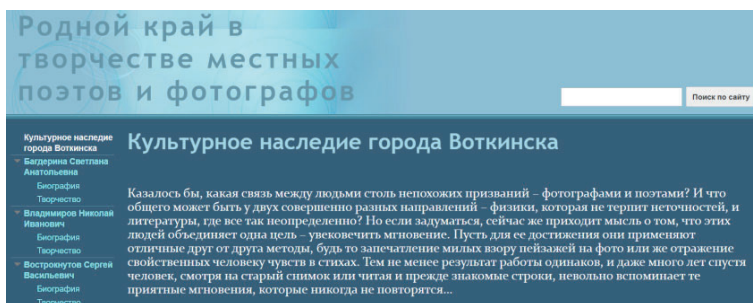 Родной край в
творчестве местных
поэтов и фотографов
Поиск по сайту
Культурное наследие
города Воткинска
Багдерина Светлана
Анатольевна
Биография
Творчество
Владимиров Николай
Иванович
Биография
Творчество
Вострокнутов Сергей
Васильевич
Биография
Творчество
Культурное наследие города Воткинска
Казалось бы, какая связь между людьми столь непохожих призваний – фотографами и поэтами? И что
общего может быть у двух совершенно разных направлений – физики, которая не терпит неточностей, и
литературы, где все так неопределенно? Но если задуматься, сейчас же приходит мысль о том, что этих
людей объединяет одна цель – увековечить мгновение. Пусть для ее достижения они применяют
отличные друг от друга методы, будь то запечатление милых взору пейзажей на фото или же отражение
свойственных человеку чувств в стихах. Тем не менее результат работы одинаков, и даже много лет спустя
человек, смотря на старый снимок или читая и прежде знакомые строки, невольно вспоминает те
приятные мгновения, которые никогда не повторятся...